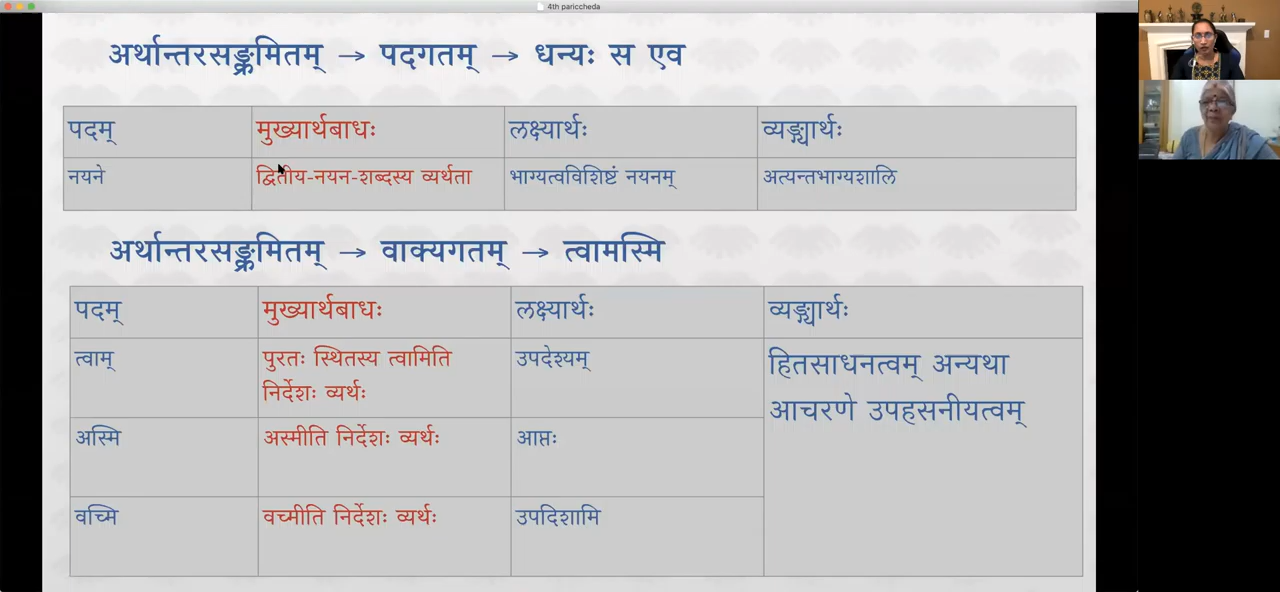 4th pariccheda
अर्थान्तरसङ्क्रमितम् → पदगतम् → धन्यः स एव
पदम् मुख्यार्थबाधः लक्ष्यार्थः व्यङ्ग्यार्थः
नयने द्वितीय-नयन-शब्दस्य व्यर्थता भाग्यत्वविशिष्टं नयनम् अत्यन्तभाग्यशालि
अर्थान्तरसङ्क्रमितम् → वाक्यगतम् → त्वामस्मि
पदम् मुख्यार्थबाधः लक्ष्यार्थः व्यङ्ग्यार्थः
त्वाम् पुरतः स्थितस्य त्वामिति उपदेश्यम् हितसाधनत्वम् अन्यथा
निर्देशः व्यर्थः आचरणे उपहसनीयत्वम्
अस्मि अस्मीति निर्देशः व्यर्थः आप्तः
वच्मि वच्मीति निर्देशः व्यर्थः उपदिशामि